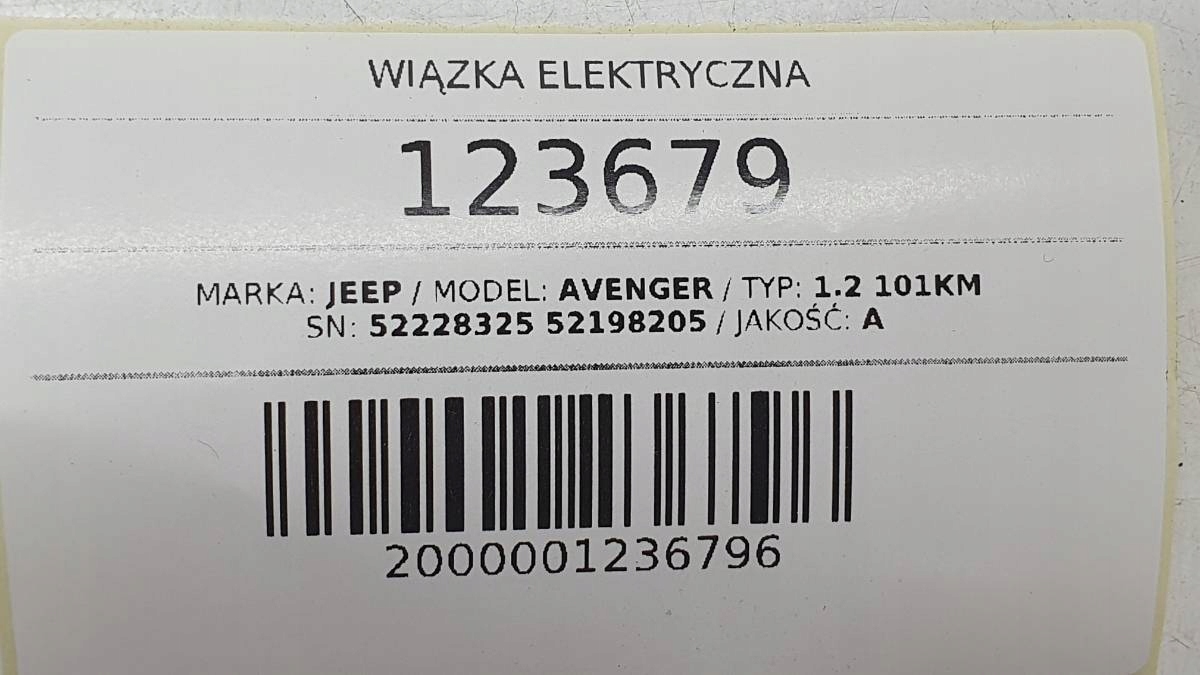 WIĄZKA ELEKTRYCZNA
123679
MARKA: JEEP / MODEL: AVENGER / TYP: 1.2 101KM
SN: 52228325 52198205 / JAKOŚĆ: A
2000001236796